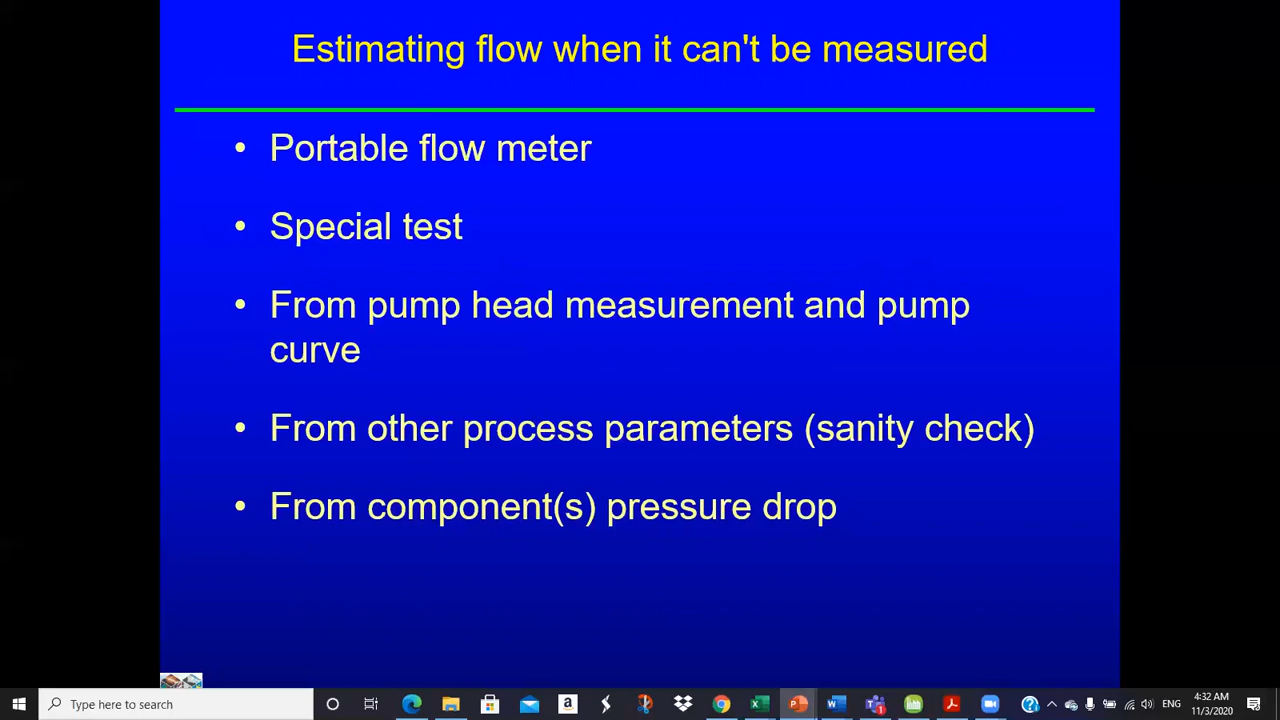 Estimating flow when it can't be measured
• Portable flow meter
• Special test
• From pump head measurement and pump
curve
• From other process parameters (sanity check)
• From component(s) pressure drop
Type here to search
ENG
4:32 AM
11/3/2020